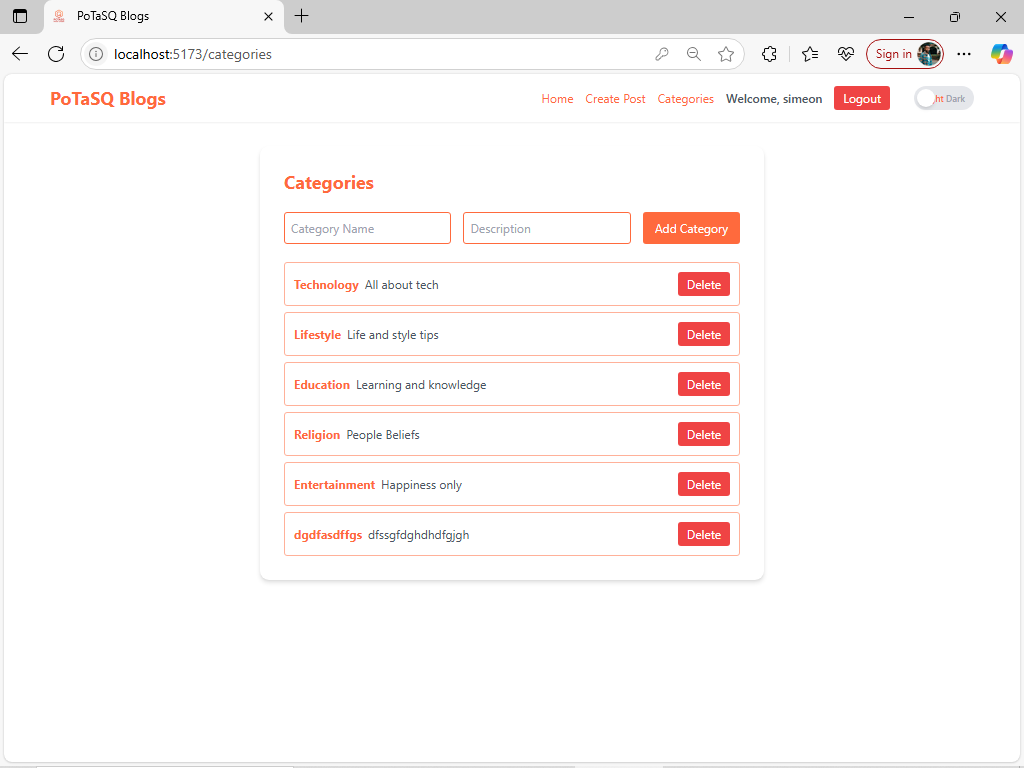 PoTaSQ Blogs
localhost:5173/categories
Sign in
PoTaSQ Blogs
Home Create Post Categories Welcome, simeon Logout ht Dark
Categories
Category Name Description Add Category
Technology All about tech Delete
Lifestyle Life and style tips Delete
Education Learning and knowledge Delete
Religion People Beliefs Delete
Entertainment Happiness only Delete
dgdfasdffgs dfssgfdghdhdfgjgh Delete